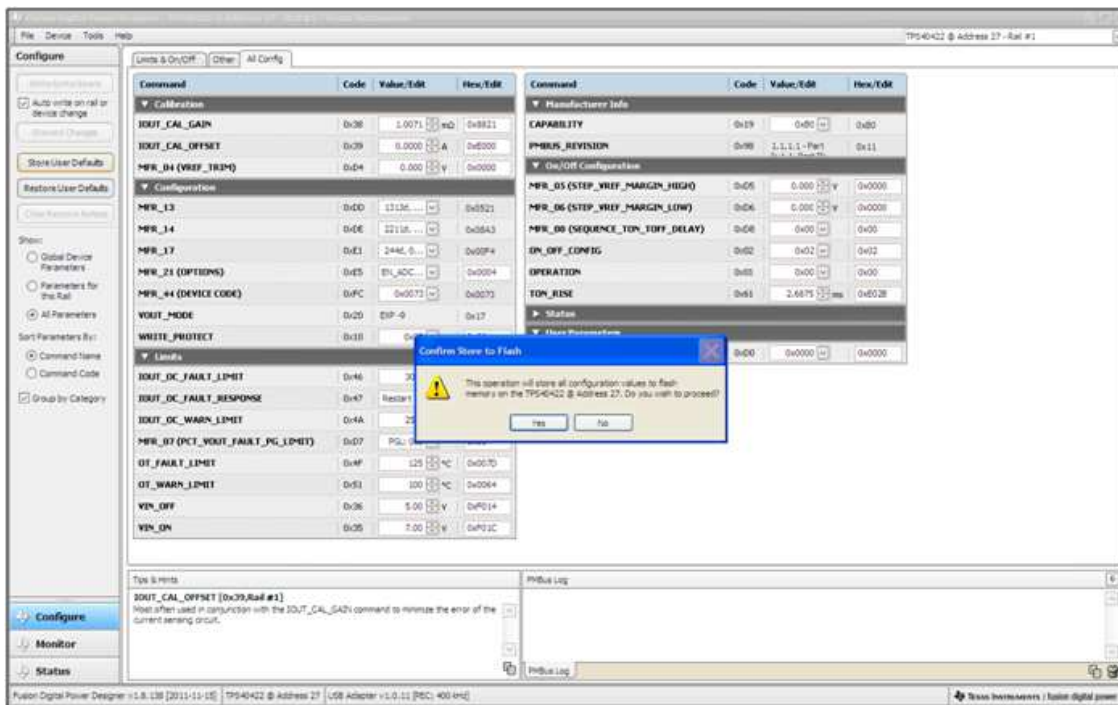 File Device Tools Help
TPS40422 @ Address 27 - Rail #1
Configure
Limits & On/Off Other All Config
Auto write on rail or
device change
Store User Defaults
Restore User Defaults
Show:
Global Device
Parameters
Parameters for
this Rail
All Parameters
Sort Parameters By:
Command Name
Command Code
Group by Category
Command Code Value/Edit Hex/Edit
Calibration
IOUT_CAL_GAIN 0x38 1.0071 mΩ 0x8821
IOUT_CAL_OFFSET 0x39 0.0000 A 0xE000
MFR_04 (VREF_TRIM) 0xD4 0.000 V 0x0000
Configuration
MFR_13 0xDD
MFR_14 0xDE
MFR_17 0xE1 0x00F4
MFR_21 (OPTIONS) 0xE5 EN_ADC... 0x0004
MFR_44 (DEVICE CODE) 0xFC 0x0073 0x0073
VOUT_MODE 0x20 EXP -9 0x17
WRITE_PROTECT 0x10
Limits
IOUT_OC_FAULT_LIMIT 0x46
IOUT_OC_FAULT_RESPONSE 0x47 Restart
IOUT_OC_WARN_LIMIT 0x4A
MFR_07 (PCT_VOUT_FAULT_PG_LIMIT) 0xD7
OT_FAULT_LIMIT 0x4F 125 °C 0x007D
OT_WARN_LIMIT 0x51 100 °C 0x0064
VIN_OFF 0x36 5.00 V 0xF014
VIN_ON 0x35 7.00 V 0xF01C
Command Code Value/Edit Hex/Edit
Manufacturer Info
CAPABILITY 0x19 0xB0 0xB0
PMBUS_REVISION 0x98 1.1,1.1 - Part 0x11
On/Off Configuration
MFR_05 (STEP_VREF_MARGIN_HIGH) 0xD5 0.000 V 0x0000
MFR_06 (STEP_VREF_MARGIN_LOW) 0xD6 0.000 V 0x0000
MFR_08 (SEQUENCE_TON_TOFF_DELAY) 0xD8 0x00 0x00
ON_OFF_CONFIG 0x02 0x02 0x02
OPERATION 0x01 0x00 0x00
TON_RISE 0x61 2.6875 ms 0xE02B
Status
User Parameters
0xD0 0x0000 0x0000
Confirm Store to Flash
This operation will store all configuration values to flash
memory on the TPS40422 @ Address 27. Do you wish to proceed?
Yes No
Tips & Hints
IOUT_CAL_OFFSET [0x39,Rail #1]
Most often used in conjunction with the IOUT_CAL_GAIN command to minimize the error of the
current sensing circuit.
PMBus Log
PMBus Log
Configure
Monitor
Status
Fusion Digital Power Designer v1.8.138 [2011-11-15] TPS40422 @ Address 27 USB Adapter v1.0.11 [PEC; 400 kHz]
Texas Instruments | fusion digital power